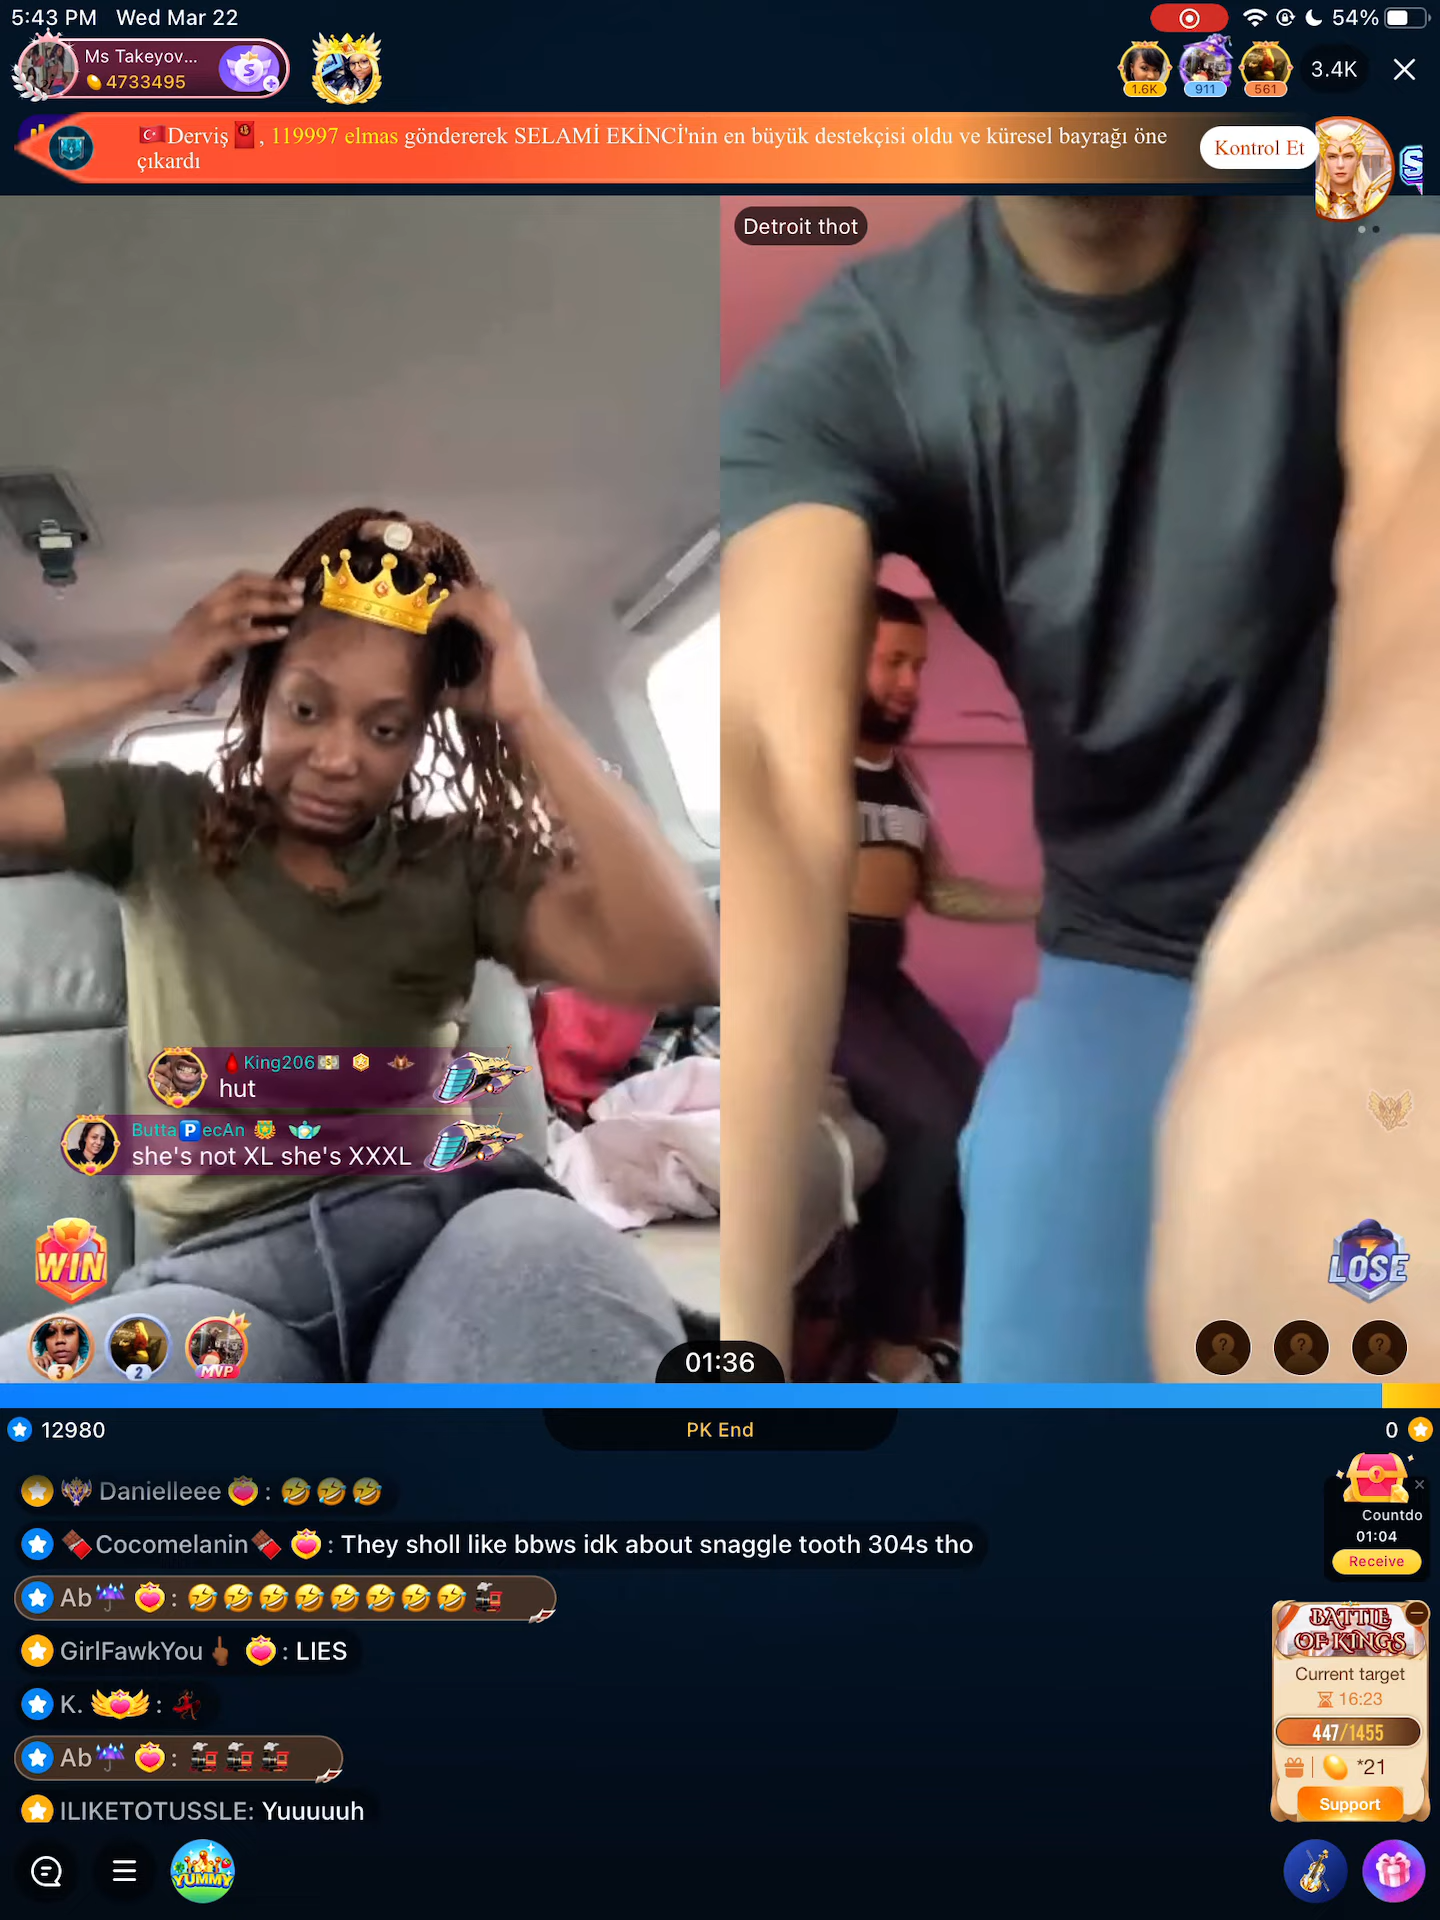 5:43 PM Wed Mar 22
54%
Ms Takeyov...
4733495
1.6K
911
561
3.4K
Derviş, 119997 elmas göndererek SELAMİ EKİNCİ'nin en büyük destekçisi oldu ve küresel bayrağı öne
çıkardı
Kontrol Et
S
Detroit thot
King206
hut
Butta🅿️ecAn
she's not XL she's XXXL
WIN
LOSE
3
2
MVP
01:36
12980
PK End
0
Danielleee : 🤣🤣🤣
🍫Cocomelanin🍫 : They sholl like bbws idk about snaggle tooth 304s tho
Ab☔ : 🤣🤣🤣🤣🤣🤣🤣🤣🚂
GirlFawkYou🖕🏾 : LIES
K. : 💃
Ab☔ : 🚂🚂🚂
ILIKETOTUSSLE: Yuuuuuh
Countdo
01:04
Receive
BATTLE
OF KINGS
Current target
16:23
447/1455
*21
Support
YUMMY